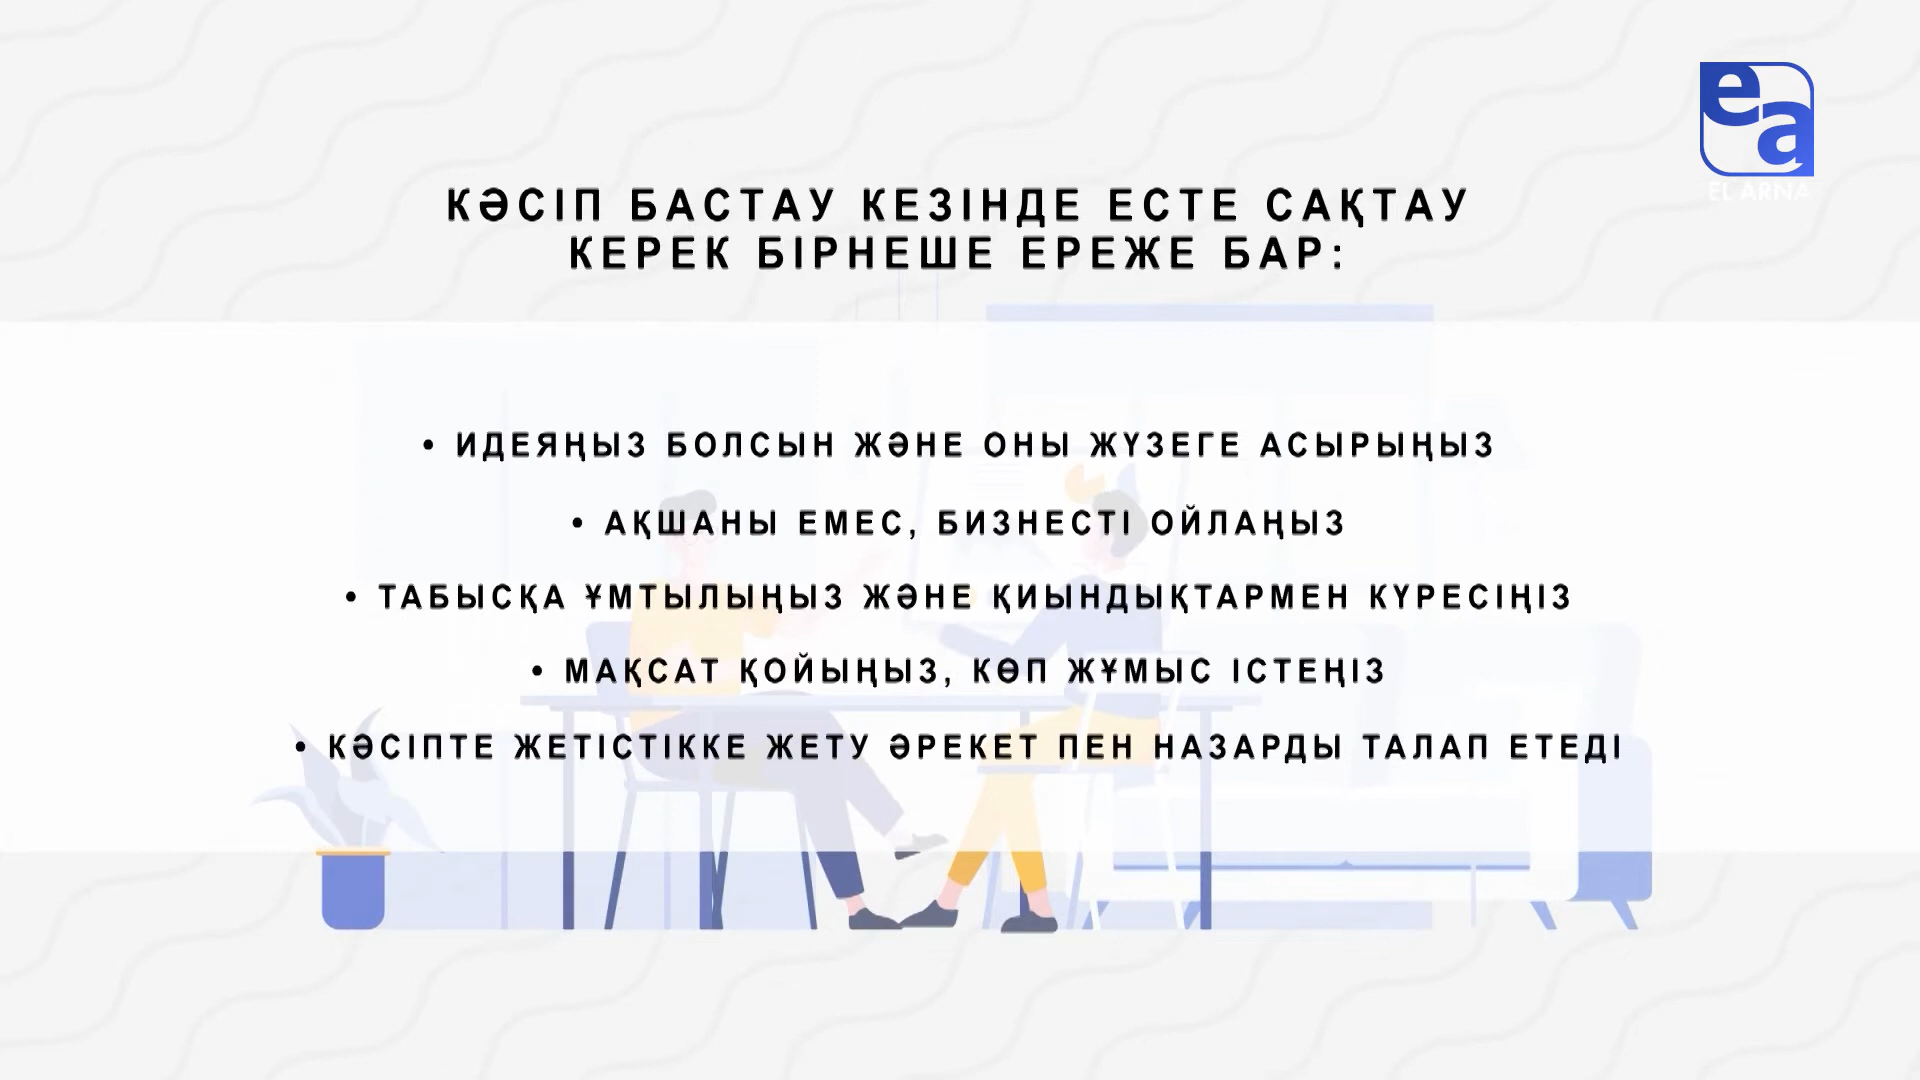 ea
EL ARNA
КӘСІП БАСТАУ КЕЗІНДЕ ЕСТЕ САҚТАУ
КЕРЕК БІРНЕШЕ ЕРЕЖЕ БАР:
• ИДЕЯҢЫЗ БОЛСЫН ЖӘНЕ ОНЫ ЖҮЗЕГЕ АСЫРЫҢЫЗ
• АҚШАНЫ ЕМЕС, БИЗНЕСТІ ОЙЛАҢЫЗ
• ТАБЫСҚА ҰМТЫЛЫҢЫЗ ЖӘНЕ ҚИЫНДЫҚТАРМЕН КҮРЕСІҢІЗ
• МАҚСАТ ҚОЙЫҢЫЗ, КӨП ЖҰМЫС ІСТЕҢІЗ
• КӘСІПТЕ ЖЕТІСТІККЕ ЖЕТУ ӘРЕКЕТ ПЕН НАЗАРДЫ ТАЛАП ЕТЕДІ